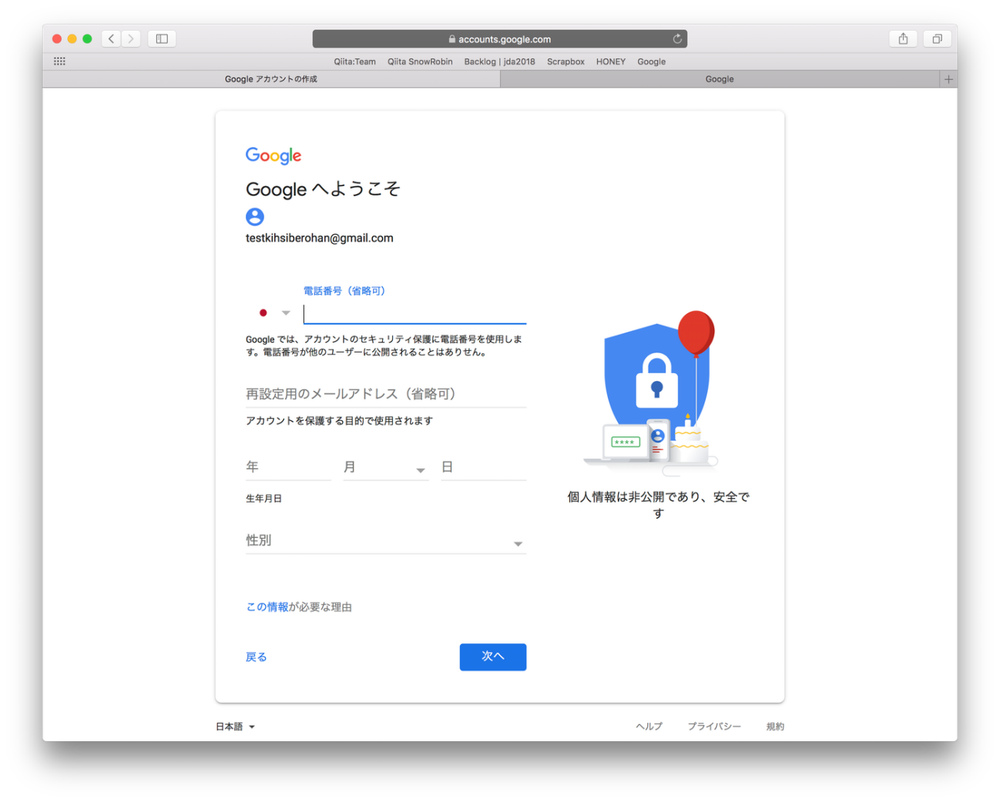 accounts.google.com
Qiita:Team Qiita SnowRobin Backlog | jda2018 Scrapbox HONEY Google
Google アカウントの作成
Google
Google
Google へようこそ
testkihsiberohan@gmail.com
電話番号（省略可）
Google では、アカウントのセキュリティ保護に電話番号を使用しま
す。電話番号が他のユーザーに公開されることはありせん。
再設定用のメールアドレス（省略可）
アカウントを保護する目的で使用されます
年 月 日
生年月日
性別
この情報が必要な理由
戻る
次へ
****
個人情報は非公開であり、安全で
す
日本語
ヘルプ プライバシー 規約